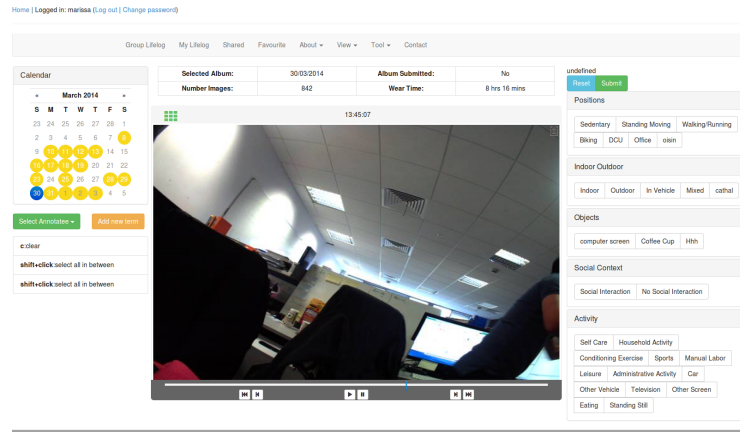 Home | Logged in: marissa (Log out | Change password)
Group Lifelog My Lifelog Shared Favourite About View Tool Contact
Calendar
« March 2014 »
S M T W T F S
23 24 25 26 27 28 1
2 3 4 5 6 7 8
9 10 11 12 13 14 15
16 17 18 19 20 21 22
23 24 25 26 27 28 29
30 31 1 2 3 4 5
Select Annotatee Add new term
c:clear
shift+click:select all in between
shift+click:select all in between
Selected Album: 30/03/2014 Album Submitted: No
Number Images: 842 Wear Time: 8 hrs 16 mins
13:45:07
undefined
Reset Submit
Positions
Sedentary Standing Moving Walking/Running
Biking DCU Office oisin
Indoor Outdoor
Indoor Outdoor In Vehicle Mixed cathal
Objects
computer screen Coffee Cup Hhh
Social Context
Social Interaction No Social Interaction
Activity
Self Care Household Activity
Conditioning Exercise Sports Manual Labor
Leisure Administrative Activity Car
Other Vehicle Television Other Screen
Eating Standing Still